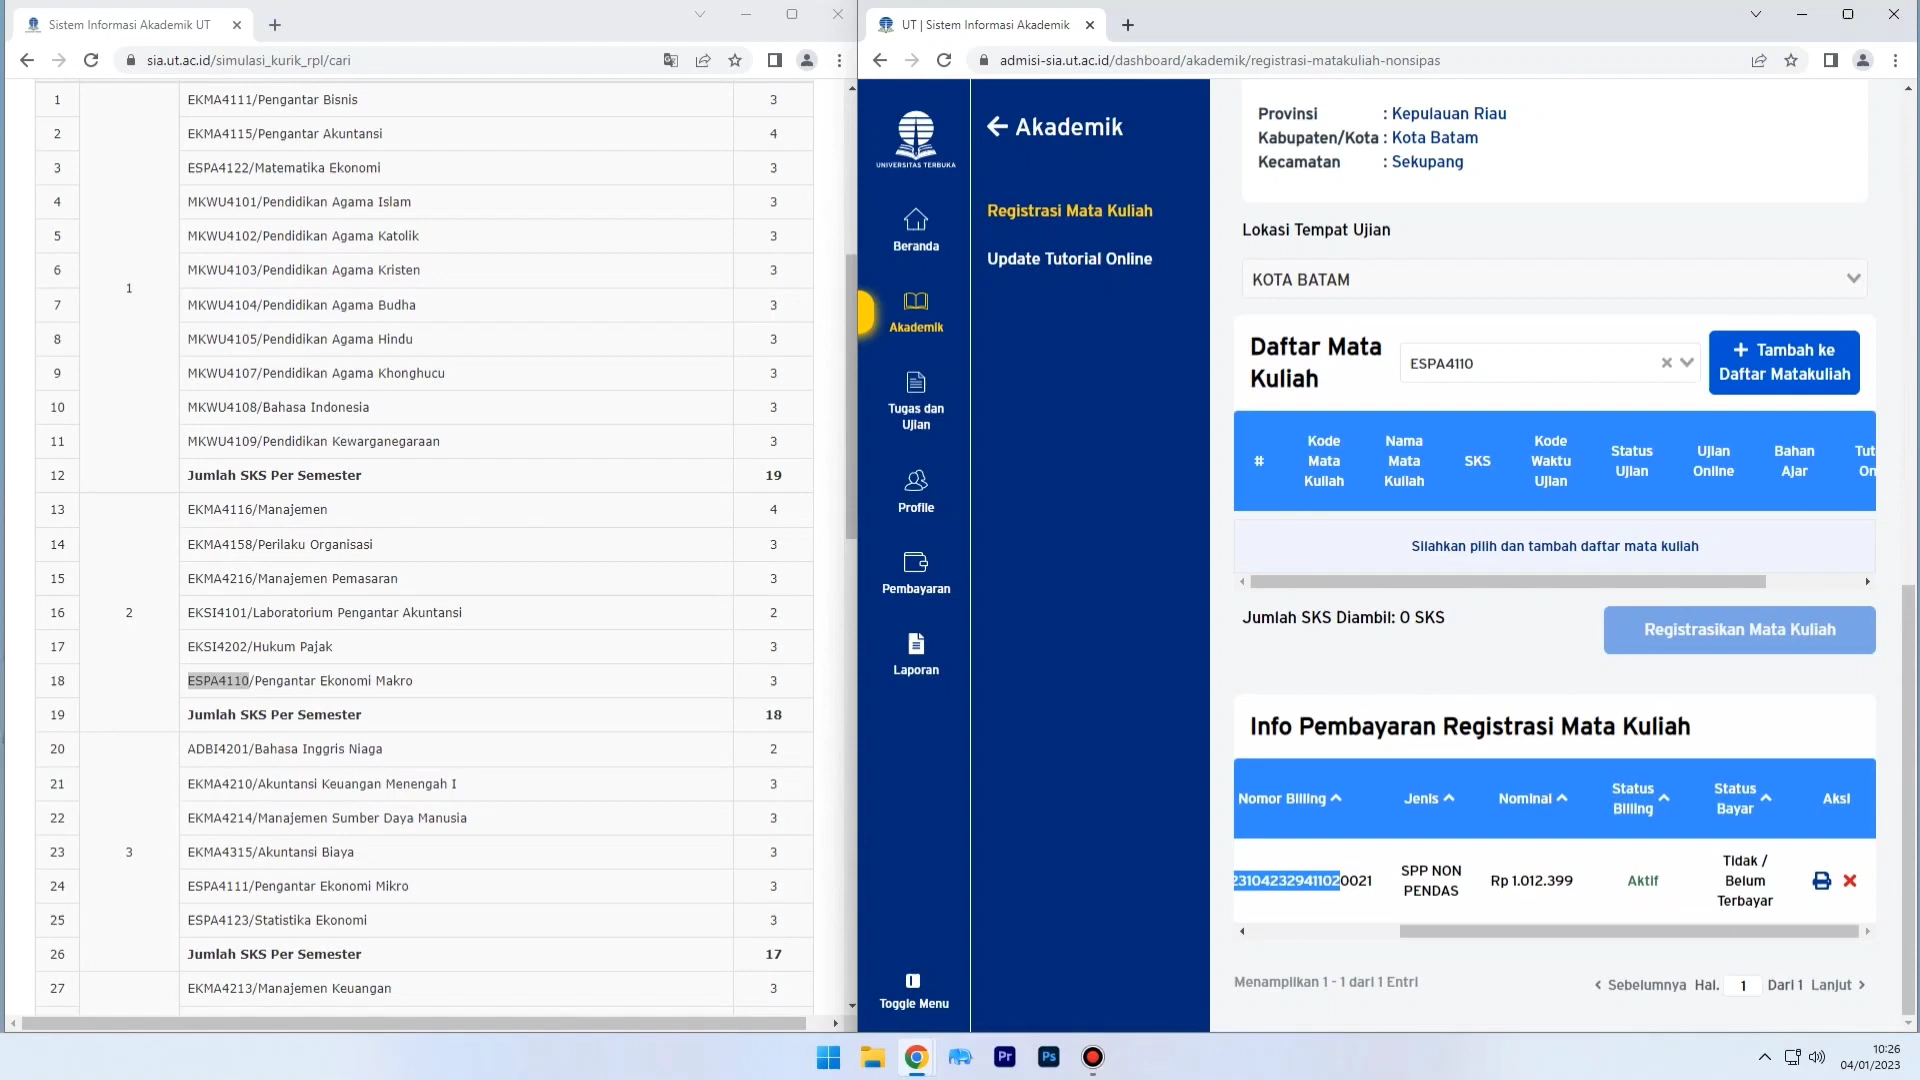 Sistem Informasi Akademik UT
sia.ut.ac.id/simulasi_kurik_rpl/cari
1 EKMA4111/Pengantar Bisnis 3
2 EKMA4115/Pengantar Akuntansi 4
3 ESPA4122/Matematika Ekonomi 3
4 MKWU4101/Pendidikan Agama Islam 3
5 MKWU4102/Pendidikan Agama Katolik 3
6 MKWU4103/Pendidikan Agama Kristen 3
1
7 MKWU4104/Pendidikan Agama Budha 3
8 MKWU4105/Pendidikan Agama Hindu 3
9 MKWU4107/Pendidikan Agama Khonghucu 3
10 MKWU4108/Bahasa Indonesia 3
11 MKWU4109/Pendidikan Kewarganegaraan 3
12 Jumlah SKS Per Semester 19
13 EKMA4116/Manajemen 4
14 EKMA4158/Perilaku Organisasi 3
15 EKMA4216/Manajemen Pemasaran 3
16 2 EKSI4101/Laboratorium Pengantar Akuntansi 2
17 EKSI4202/Hukum Pajak 3
18 ESPA4110/Pengantar Ekonomi Makro 3
19 Jumlah SKS Per Semester 18
20 ADBI4201/Bahasa Inggris Niaga 2
21 EKMA4210/Akuntansi Keuangan Menengah I 3
22 EKMA4214/Manajemen Sumber Daya Manusia 3
23 3 EKMA4315/Akuntansi Biaya 3
24 ESPA4111/Pengantar Ekonomi Mikro 3
25 ESPA4123/Statistika Ekonomi 3
26 Jumlah SKS Per Semester 17
27 EKMA4213/Manajemen Keuangan 3
UT | Sistem Informasi Akademik
admisi-sia.ut.ac.id/dashboard/akademik/registrasi-matakuliah-nonsipas
UNIVERSITAS TERBUKA
Beranda
Akademik
Tugas dan
Ujian
Profile
Pembayaran
Laporan
Toggle Menu
Akademik
Registrasi Mata Kuliah
Update Tutorial Online
Provinsi : Kepulauan Riau
Kabupaten/Kota : Kota Batam
Kecamatan : Sekupang
Lokasi Tempat Ujian
KOTA BATAM
Daftar Mata
Kuliah
ESPA4110
+ Tambah ke
Daftar Matakuliah
#
Kode
Mata
Kuliah
Nama
Mata
Kuliah
SKS
Kode
Waktu
Ujian
Status
Ujian
Ujian
Online
Bahan
Ajar
Tut
On
Silahkan pilih dan tambah daftar mata kuliah
Jumlah SKS Diambil: 0 SKS
Registrasikan Mata Kuliah
Info Pembayaran Registrasi Mata Kuliah
Nomor Billing
Jenis
Nominal
Status
Billing
Status
Bayar
Aksi
231042329411020021
SPP NON
PENDAS
Rp 1.012.399
Aktif
Tidak /
Belum
Terbayar
Menampilkan 1 - 1 dari 1 Entri
Sebelumnya Hal. 1 Dari 1 Lanjut
Pr
Ps
10:26
04/01/2023